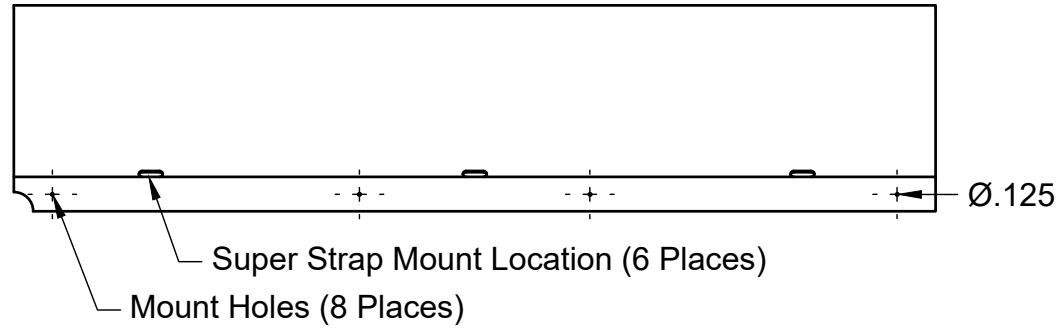 Ø.125
Super Strap Mount Location (6 Places)
Mount Holes (8 Places)